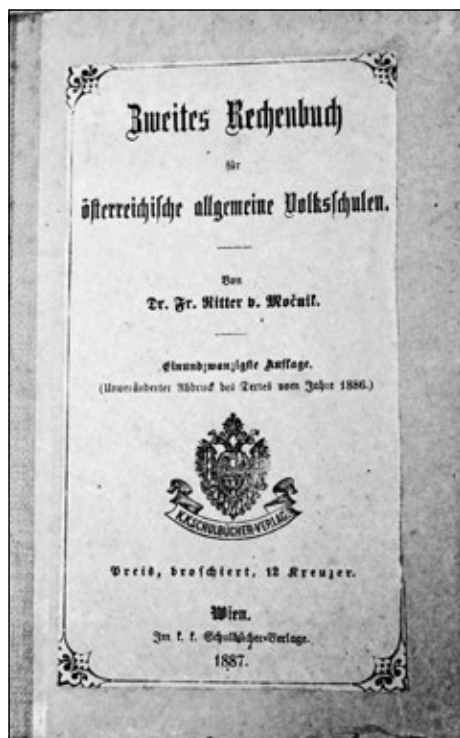 Zweites Rechenbuch
für
österreichische allgemeine Volksschulen.
Von
Dr. Fr. Ritter v. Močnik.
Einundzwanzigste Auflage.
(Unveränderter Abdruck des Textes vom Jahre 1886.)
K.K.SCHULBÜCHER-VERLAG.
Preis, broschiert, 12 Kreuzer.
Wien.
Im k. k. Schulbücher-Verlage.
1887.